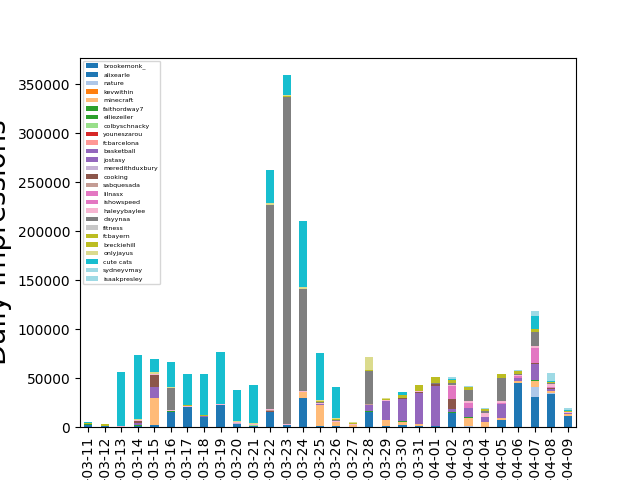 Daily Impressions
350000
300000
250000
200000
150000
100000
50000
0
brookemonk_
alixearle
nature
kevwithin
minecraft
faithordway7
elliezeiler
colbyschnacky
youneszarou
fcbarcelona
basketball
jostasy
meredithduxbury
cooking
sabquesada
lilnasx
ishowspeed
haleyybaylee
dayynaa
fitness
fcbayern
breckiehill
onlyjayus
cute cats
sydneyvmay
isaakpresley
03-11
03-12
03-13
03-14
03-15
03-16
03-17
03-18
03-19
03-20
03-21
03-22
03-23
03-24
03-25
03-26
03-27
03-28
03-29
03-30
03-31
04-01
04-02
04-03
04-04
04-05
04-06
04-07
04-08
04-09